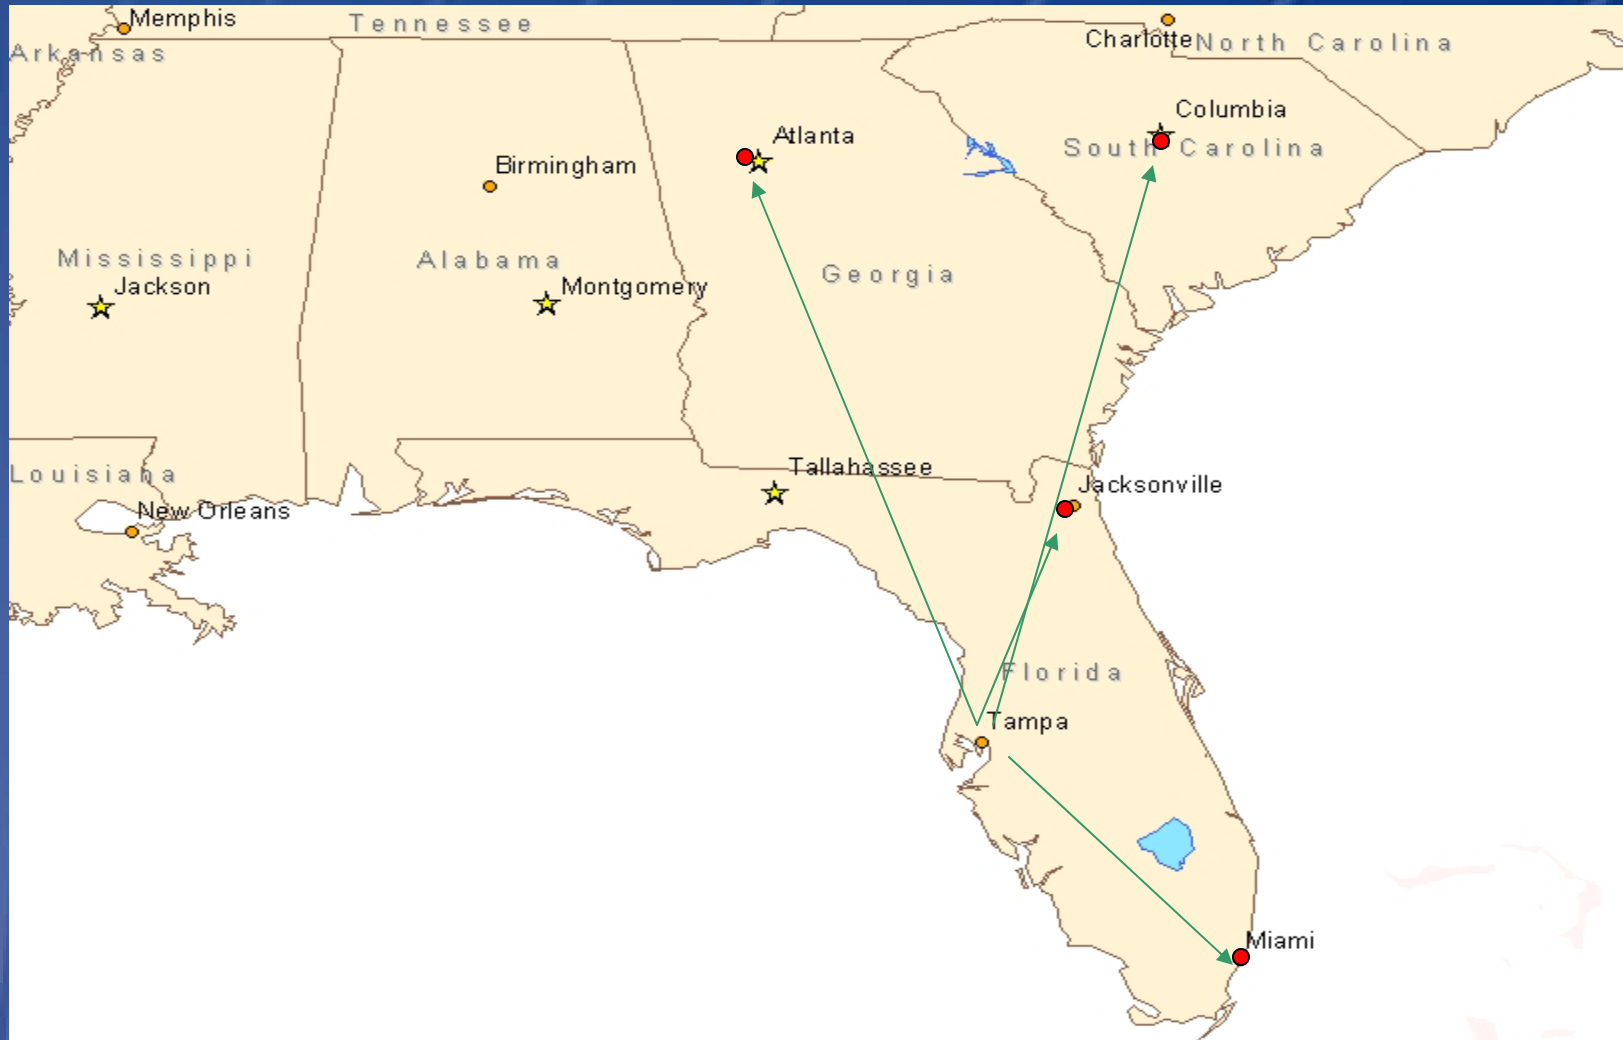 Memphis
Tennessee
Arkansas
Charlotte
North Carolina
Columbia
Atlanta
South Carolina
Birmingham
Mississippi
Alabama
Georgia
Jackson
Montgomery
Louisiana
Tallahassee
Jacksonville
New Orleans
Florida
Tampa
Miami